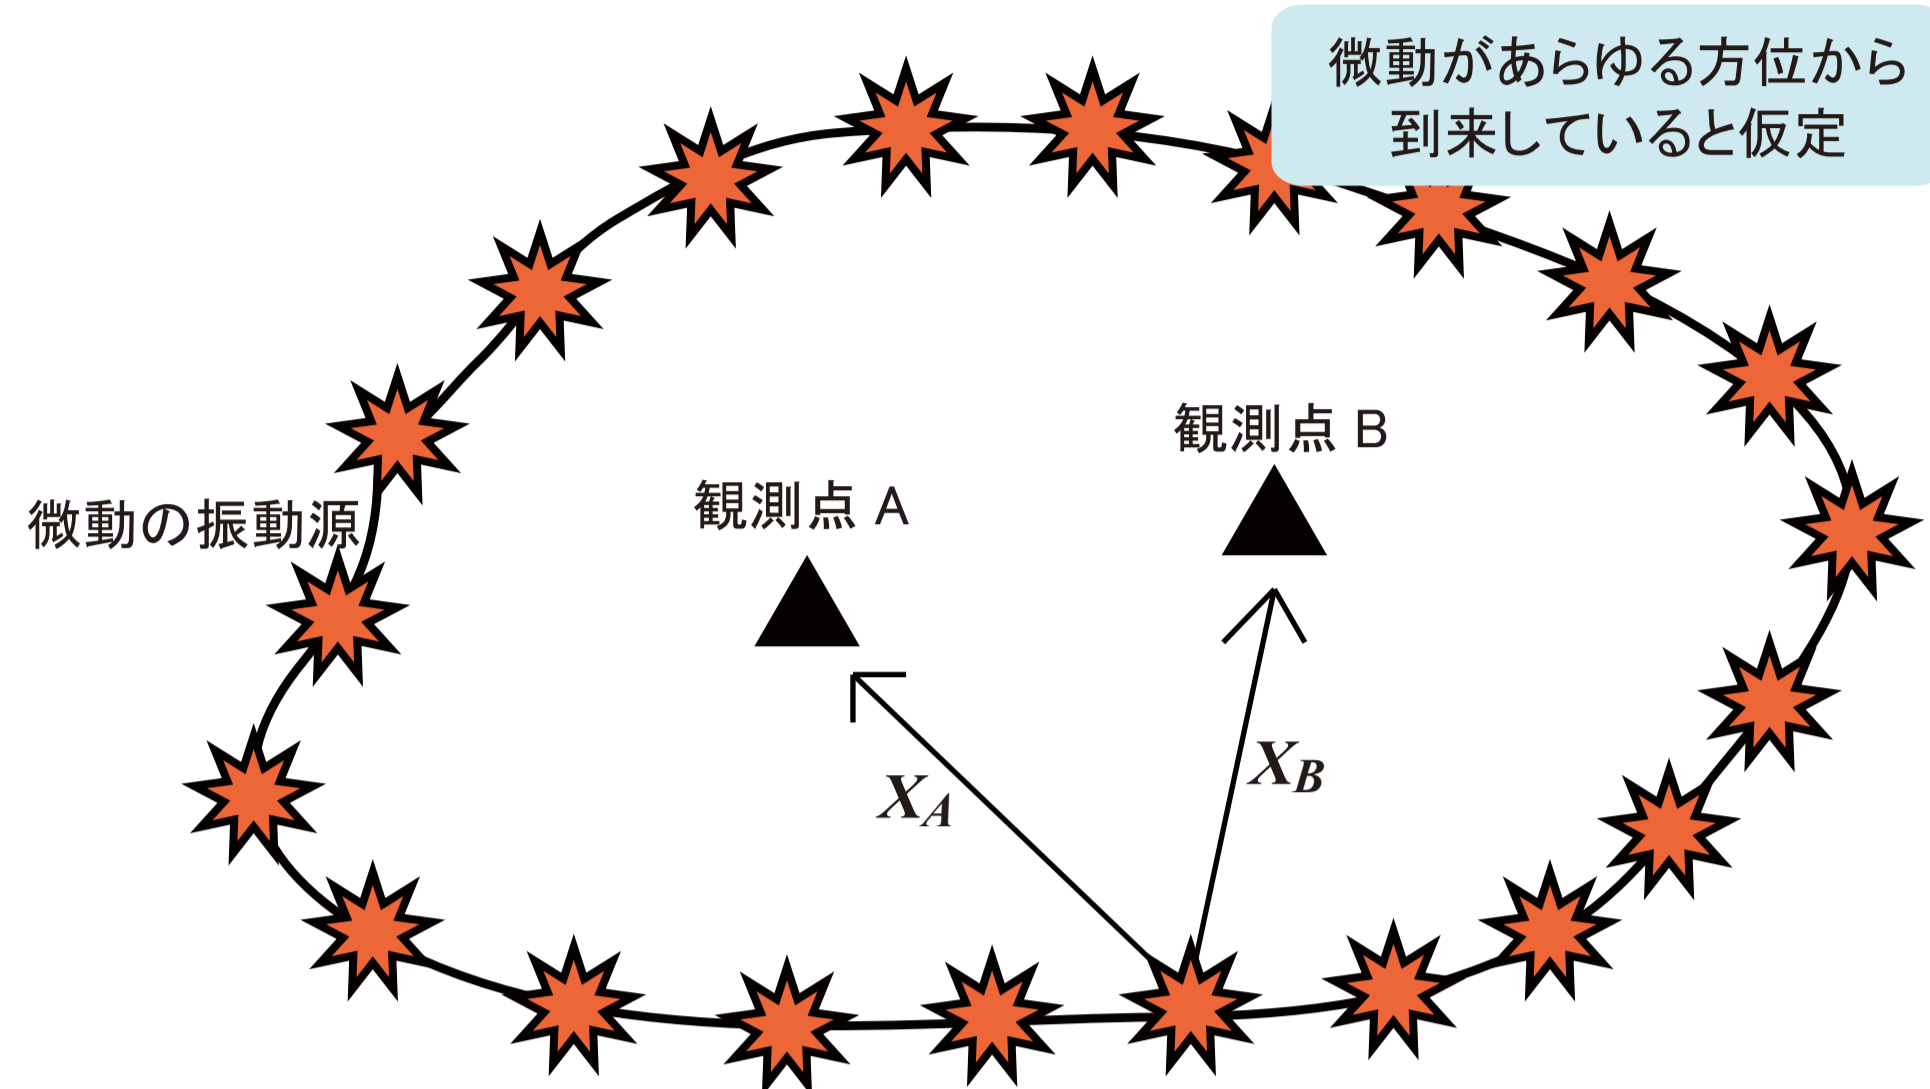 微動があらゆる方位から
到来していると仮定
観測点 B
観測点 A
微動の振動源
X_B
X_A